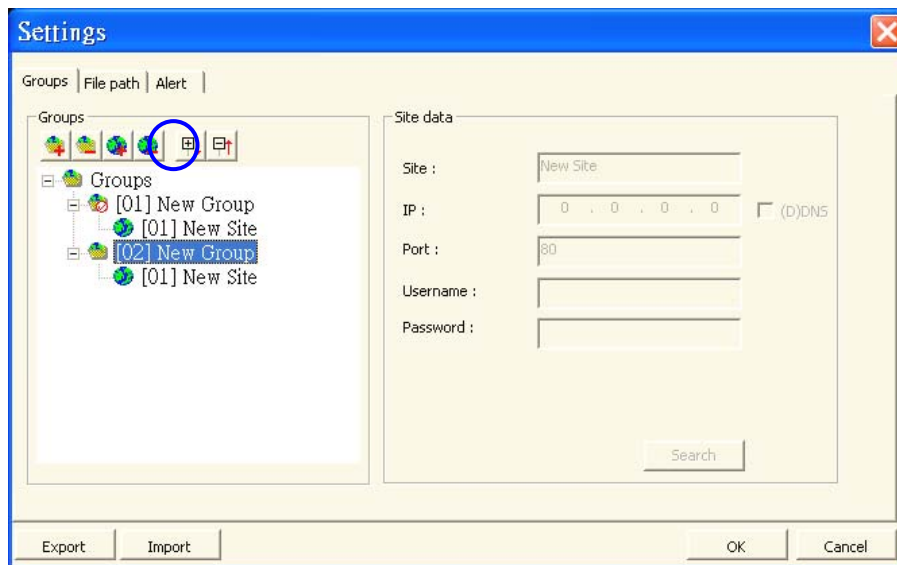 Settings
Groups File path Alert
Groups
Groups
[01] New Group
[01] New Site
[02] New Group
[01] New Site
Site data
Site : New Site
IP : 0 . 0 . 0 . 0 (D)DNS
Port : 80
Username :
Password :
Search
Export Import OK Cancel